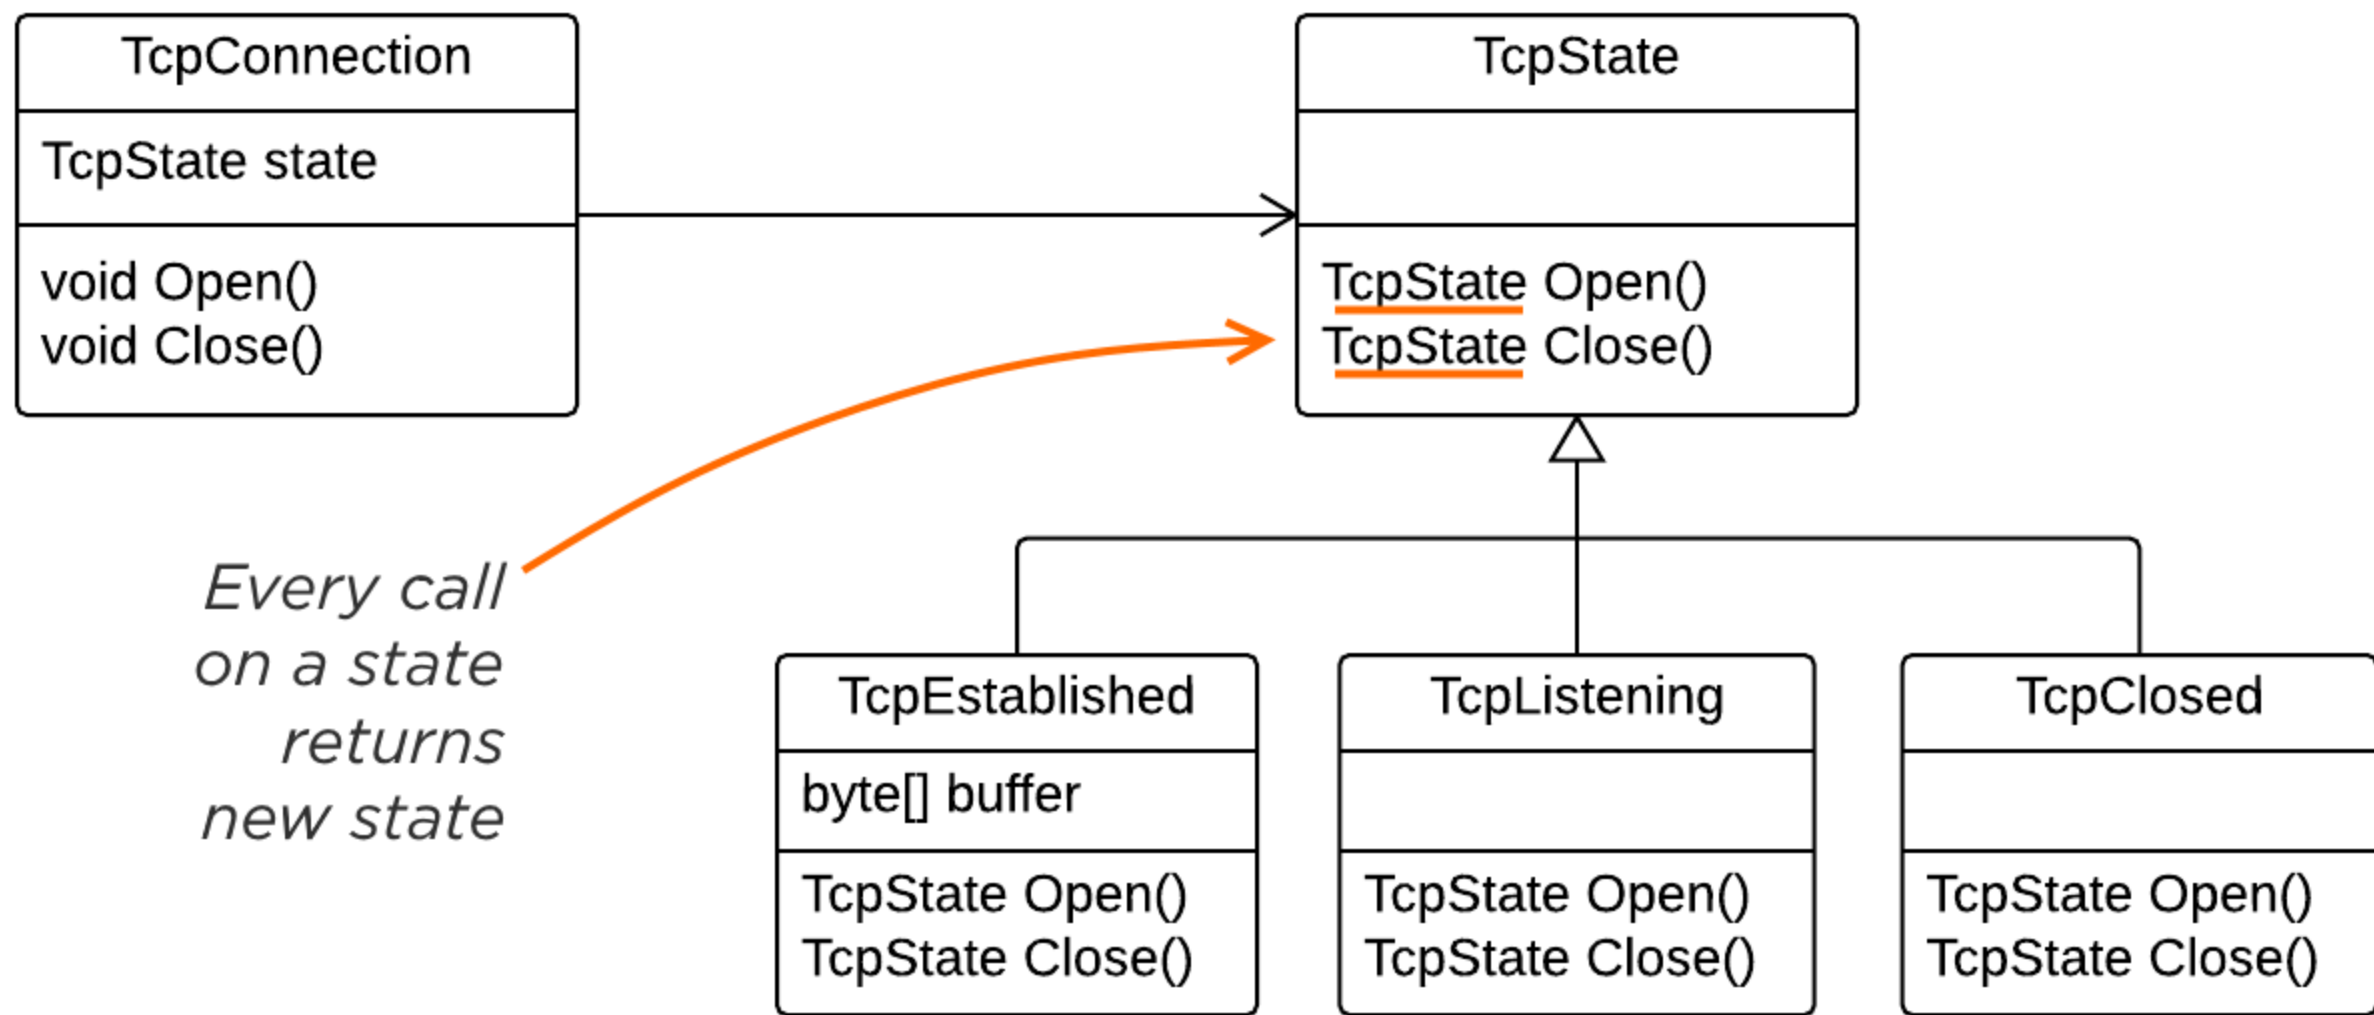 TcpConnection
TcpState state
void Open()
void Close()
TcpState
TcpState Open()
TcpState Close()
Every call
on a state
returns
new state
TcpEstablished
byte[] buffer
TcpState Open()
TcpState Close()
TcpListening
TcpState Open()
TcpState Close()
TcpClosed
TcpState Open()
TcpState Close()